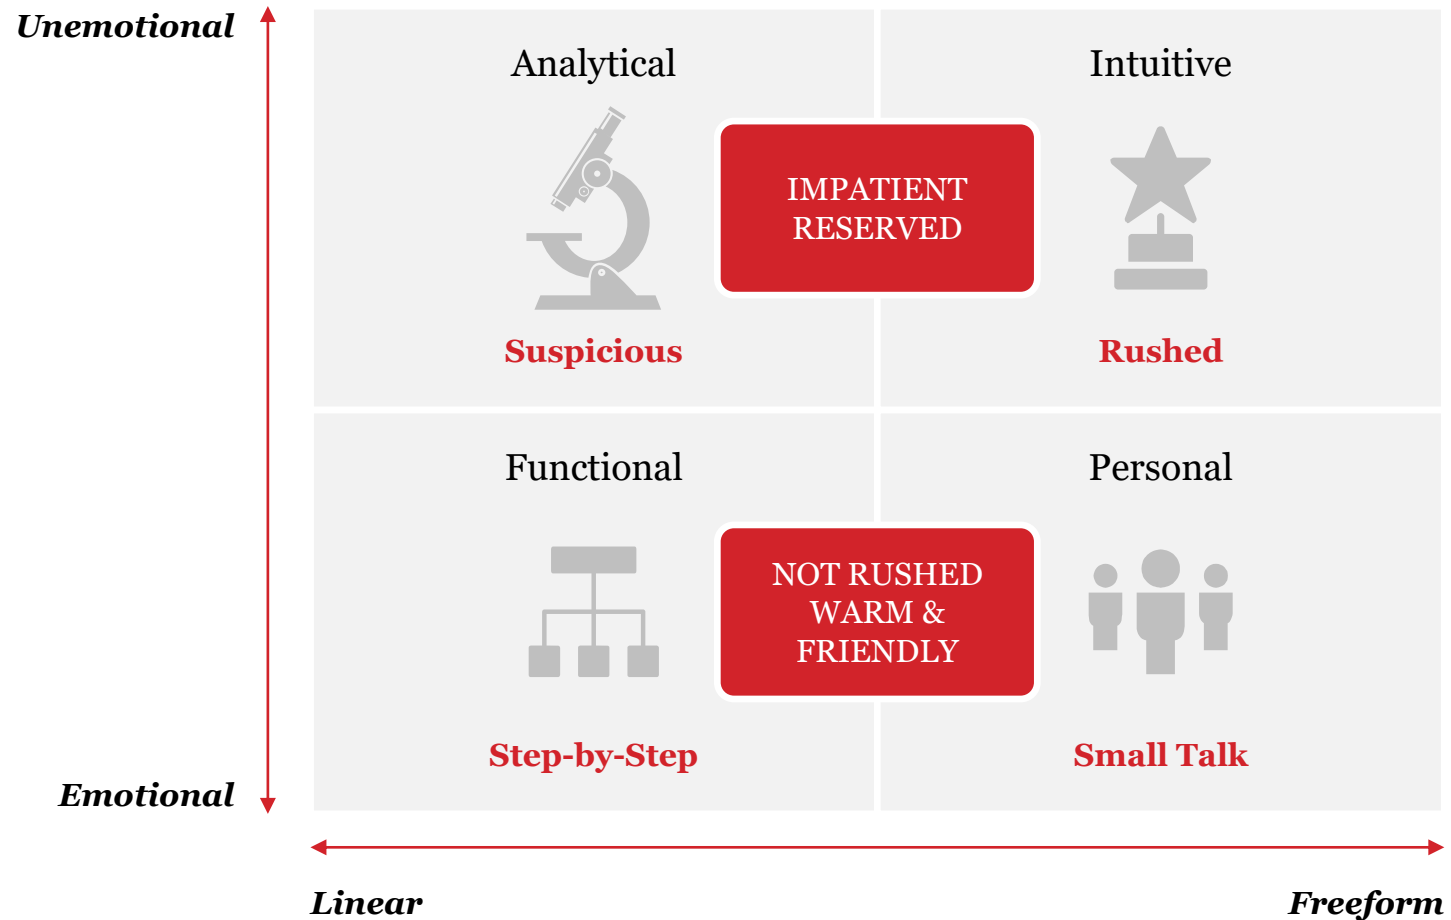 Unemotional
Analytical
Intuitive
IMPATIENT
RESERVED
Suspicious
Rushed
Functional
Personal
NOT RUSHED
WARM &
FRIENDLY
Step-by-Step
Small Talk
Emotional
Linear
Freeform